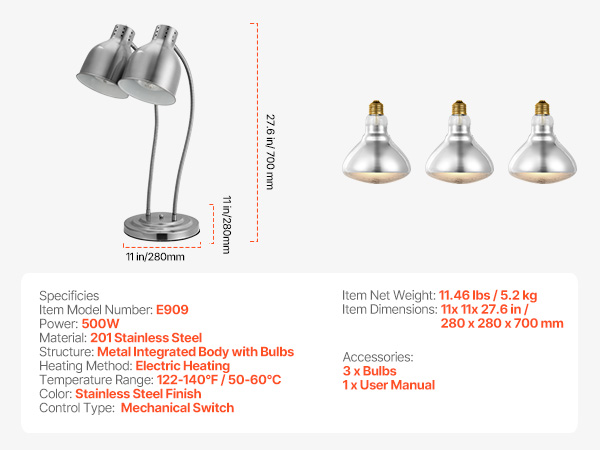 27.6 in/ 700 mm
11 in/280mm
11 in/280mm
Specificies
Item Model Number: E909
Power: 500W
Material: 201 Stainless Steel
Structure: Metal Integrated Body with Bulbs
Heating Method: Electric Heating
Temperature Range: 122-140°F / 50-60°C
Color: Stainless Steel Finish
Control Type: Mechanical Switch
Item Net Weight: 11.46 lbs / 5.2 kg
Item Dimensions: 11x 11x 27.6 in /
280 x 280 x 700 mm
Accessories:
3 x Bulbs
1 x User Manual